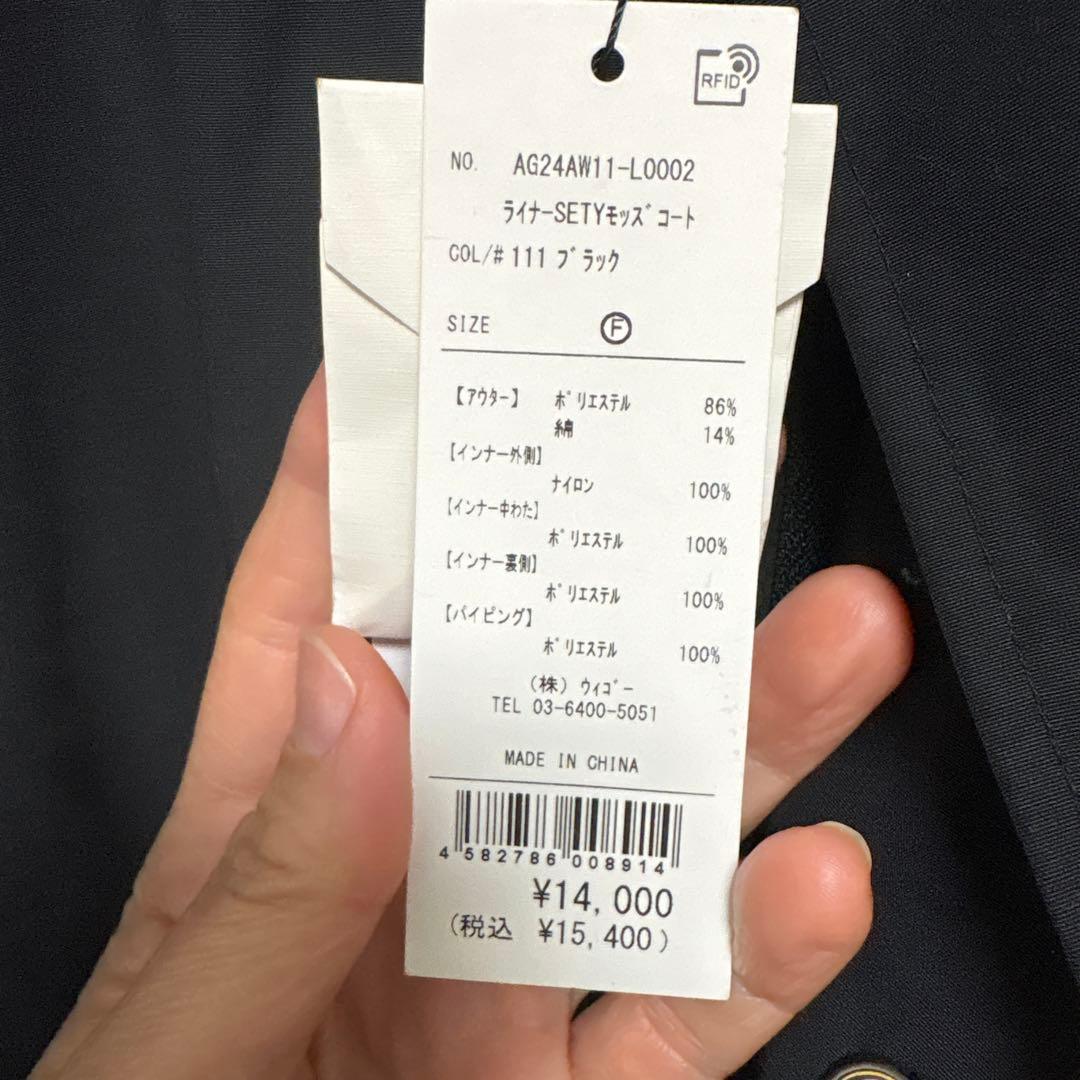 RFID
NO. AG24AW11-L0002
ライナーSETYモッズコート
COL/# 111 ブラック
SIZE Ⓕ
【アウター】 ポリエステル 86%
綿 14%
【インナー外側】
ナイロン 100%
【インナー中わた】
ポリエステル 100%
【インナー裏側】
ポリエステル 100%
【パイピング】
ポリエステル 100%
(株) ウィゴー
TEL 03-6400-5051
MADE IN CHINA
4 582786 008914
¥14,000
(税込 ¥15,400)